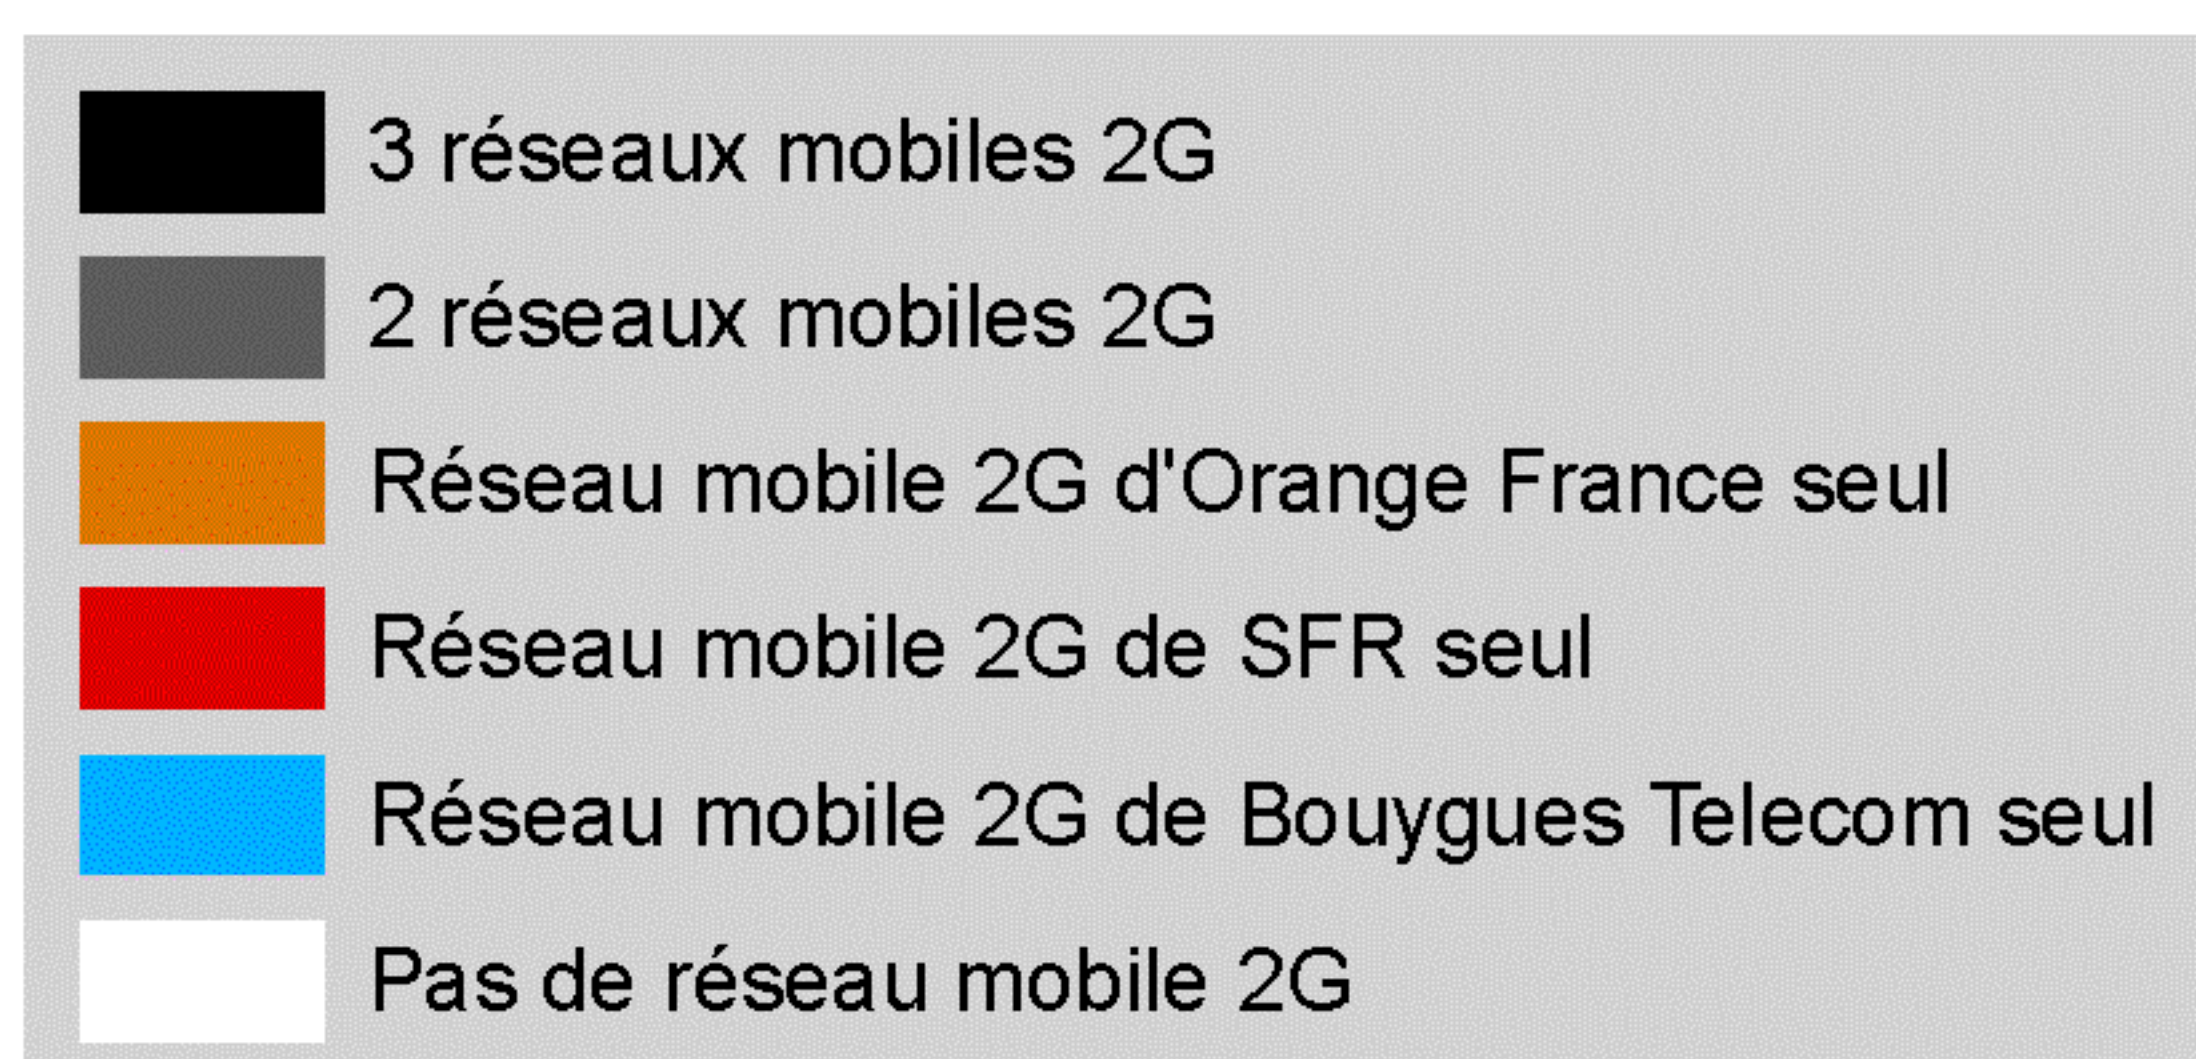 3 réseaux mobiles 2G
2 réseaux mobiles 2G
Réseau mobile 2G d'Orange France seul
Réseau mobile 2G de SFR seul
Réseau mobile 2G de Bouygues Telecom seul
Pas de réseau mobile 2G